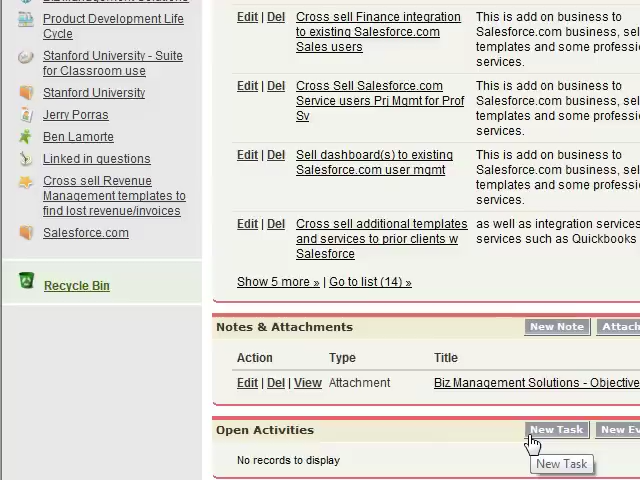 Product Development Life
Cycle
Stanford University - Suite
for Classroom use
Stanford University
Jerry Porras
Ben Lamorte
Linked in questions
Cross sell Revenue
Management templates to
find lost revenue/invoices
Salesforce.com
Recycle Bin
Edit | Del Cross sell Finance integration This is add on business to
to existing Salesforce.com Salesforce.com business, sel
Sales users templates and some professi
services.
Edit | Del Cross Sell Salesforce.com This is add on business to
Service users Prj Mgmt for Prof Salesforce.com business, sel
Sv templates and some professi
services.
Edit | Del Sell dashboard(s) to existing This is add on business to
Salesforce.com user mgmt Salesforce.com business, sel
templates and some professi
services.
Edit | Del Cross sell additional templates as well as integration services
and services to prior clients w services such as Quickbooks
Salesforce
Show 5 more » | Go to list (14) »
Notes & Attachments New Note Attach
Action Type Title
Edit | Del | View Attachment Biz Management Solutions - Objective
Open Activities New Task New Ev
No records to display
New Task